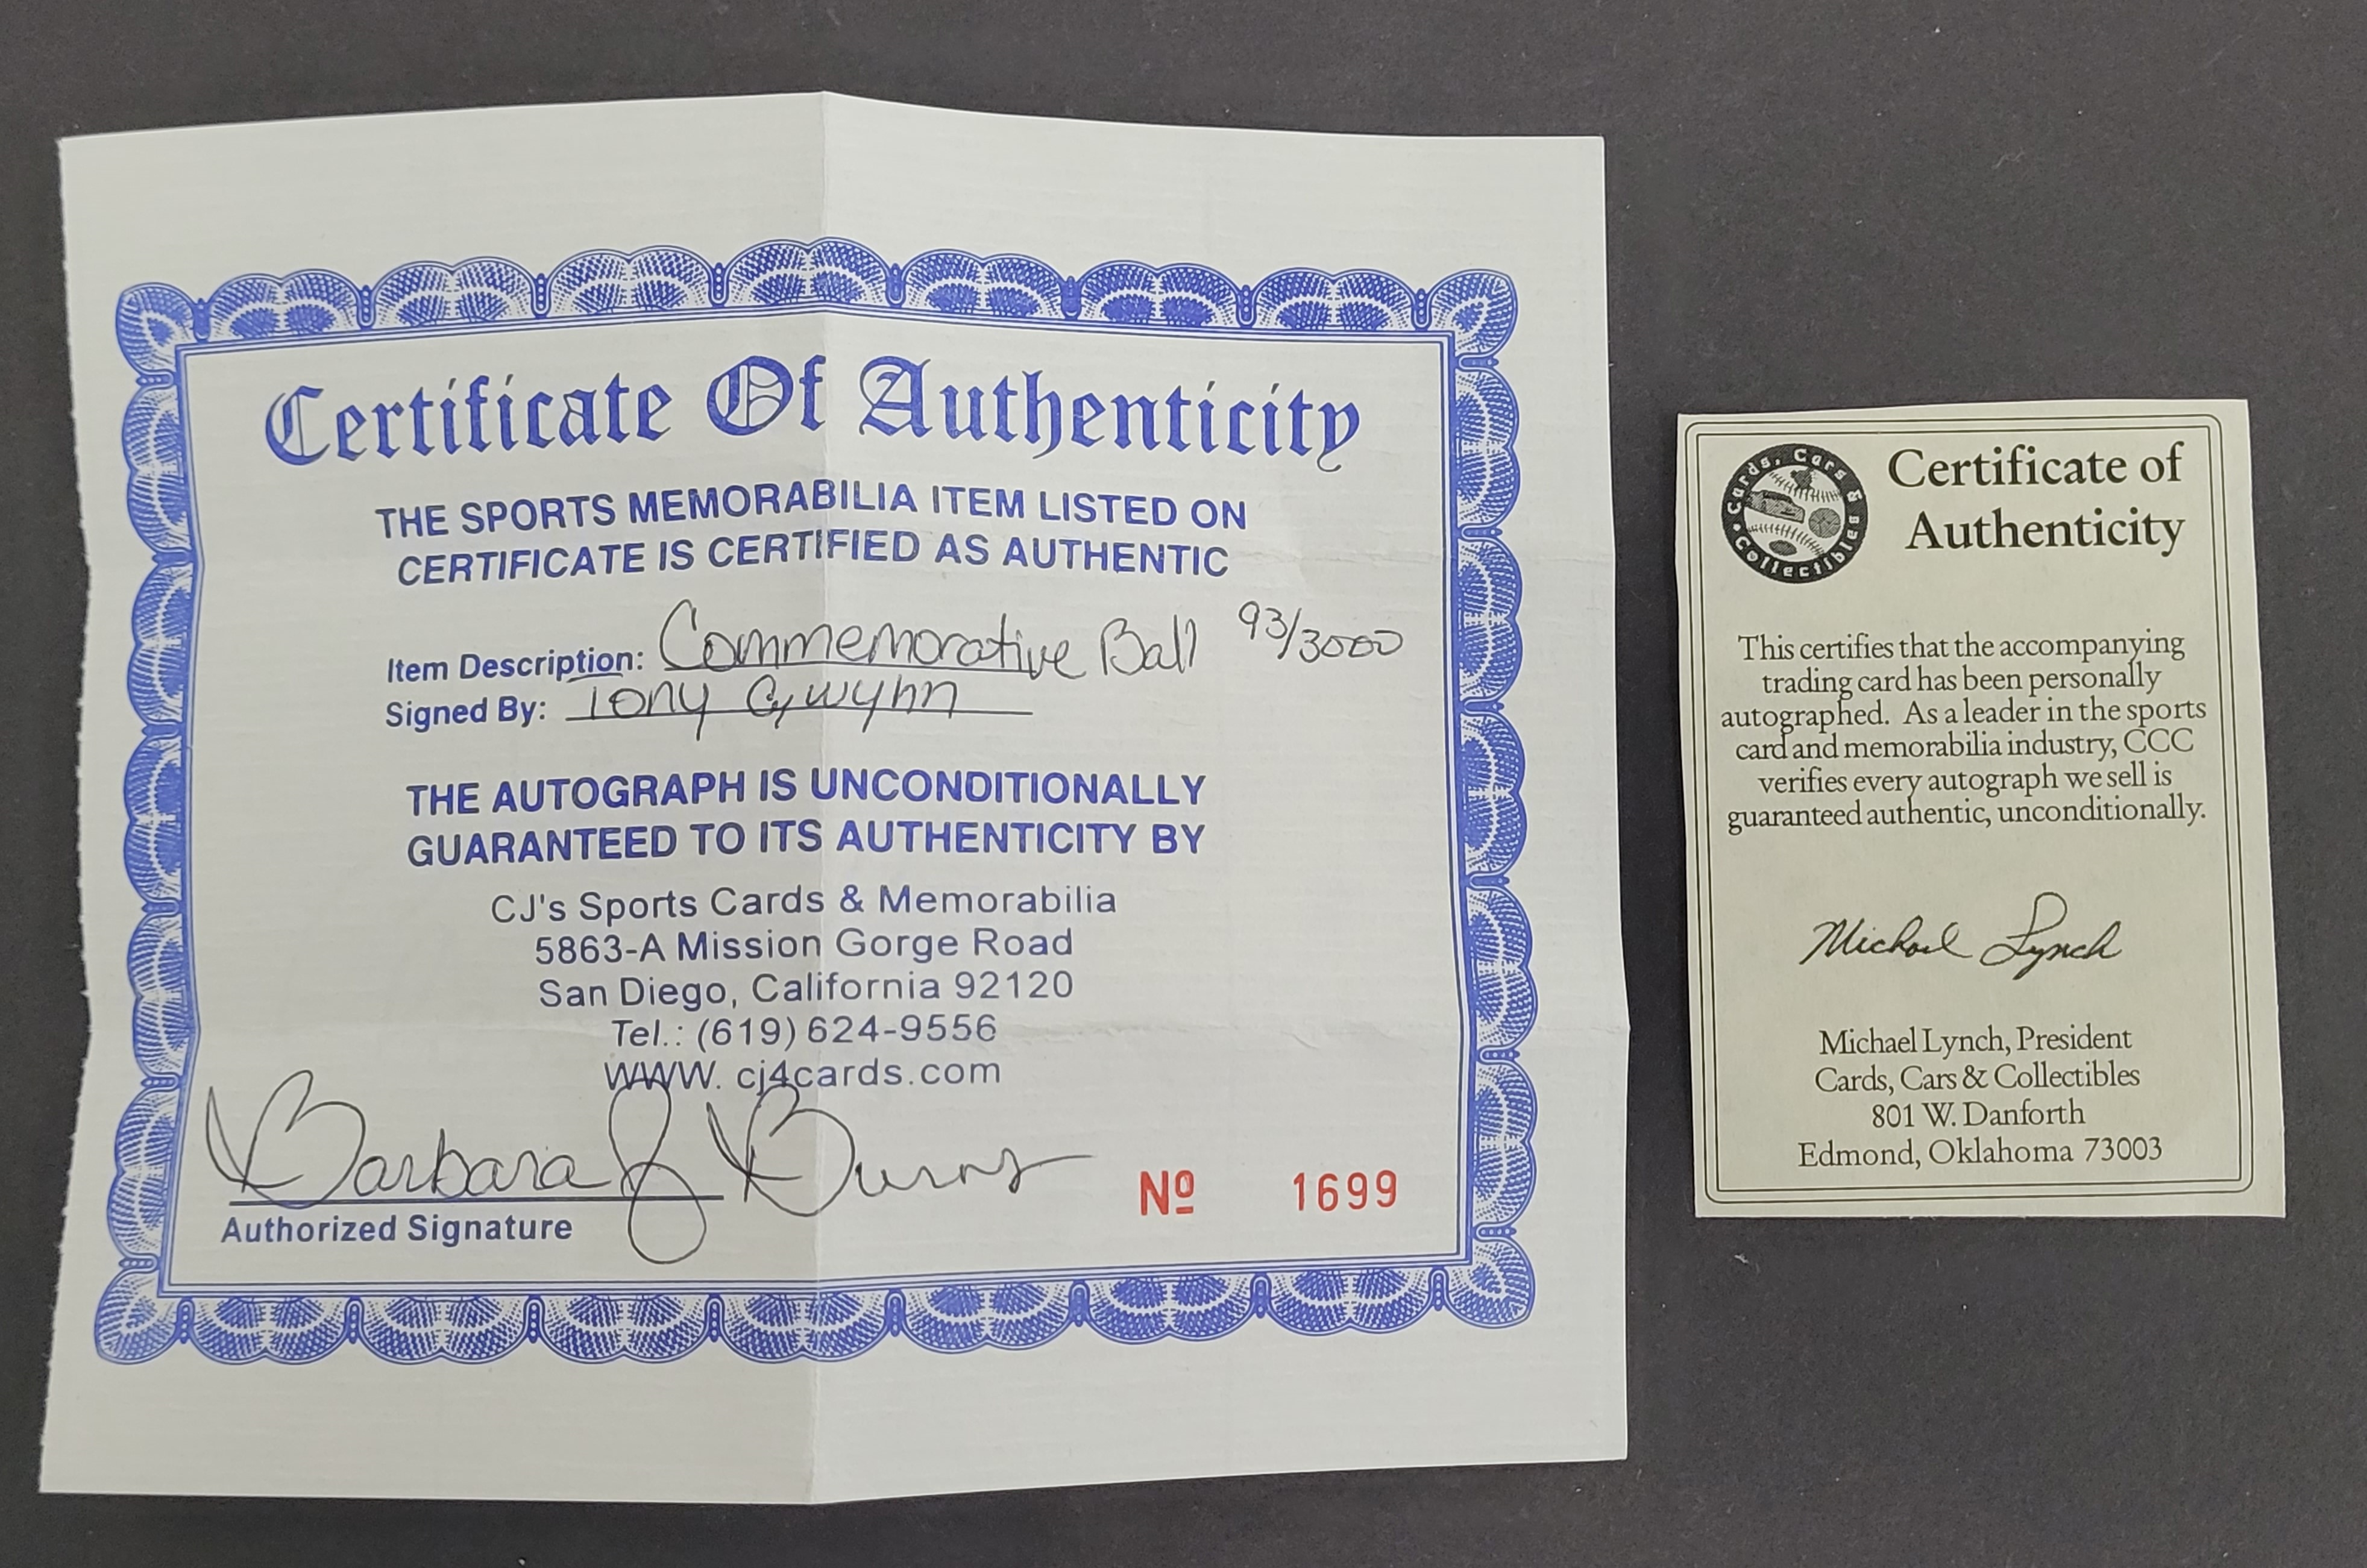 Certificate Of Authenticity
THE SPORTS MEMORABILIA ITEM LISTED ON
CERTIFICATE IS CERTIFIED AS AUTHENTIC
Item Description: Commemorative Ball 93/3000
Signed By: Tony Gwynn
THE AUTOGRAPH IS UNCONDITIONALLY
GUARANTEED TO ITS AUTHENTICITY BY
CJ's Sports Cards & Memorabilia
5863-A Mission Gorge Road
San Diego, California 92120
Tel.: (619) 624-9556
WWW. cj4cards.com
Barbara J Burns
Authorized Signature
Nº 1699
Cards, Cars & Collectibles
Certificate of
Authenticity
This certifies that the accompanying
trading card has been personally
autographed. As a leader in the sports
card and memorabilia industry, CCC
verifies every autograph we sell is
guaranteed authentic, unconditionally.
Michael Lynch
Michael Lynch, President
Cards, Cars & Collectibles
801 W. Danforth
Edmond, Oklahoma 73003